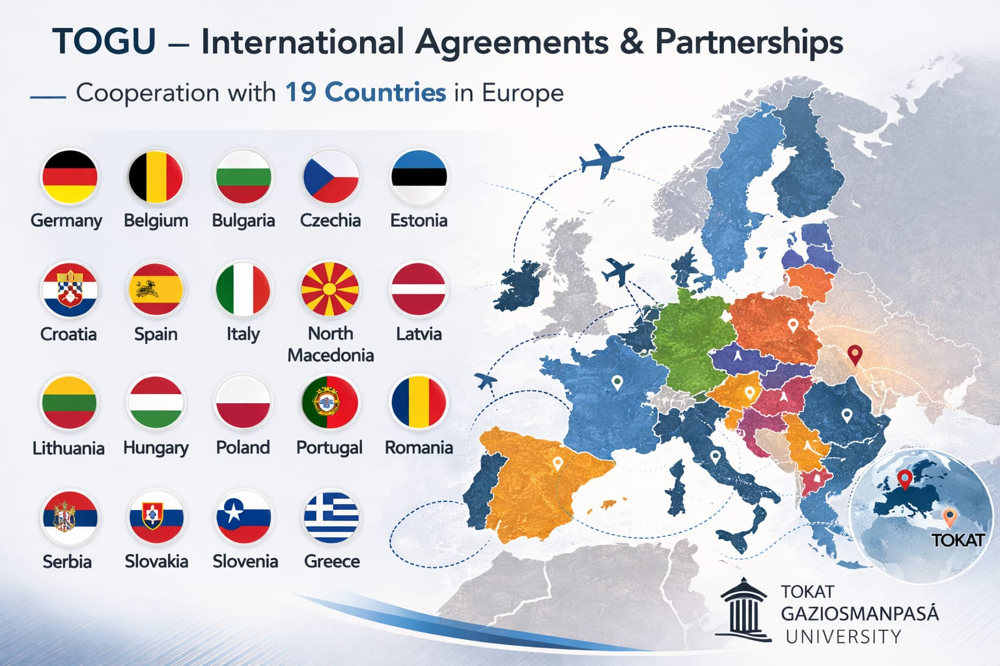 TOGU – International Agreements & Partnerships
Cooperation with 19 Countries in Europe
Germany
Belgium
Bulgaria
Czechia
Estonia
Croatia
Spain
Italy
North
Macedonia
Latvia
Lithuania
Hungary
Poland
Portugal
Romania
Serbia
Slovakia
Slovenia
Greece
TOKAT
TOKAT
GAZIOSMANPASÁ
UNIVERSITY